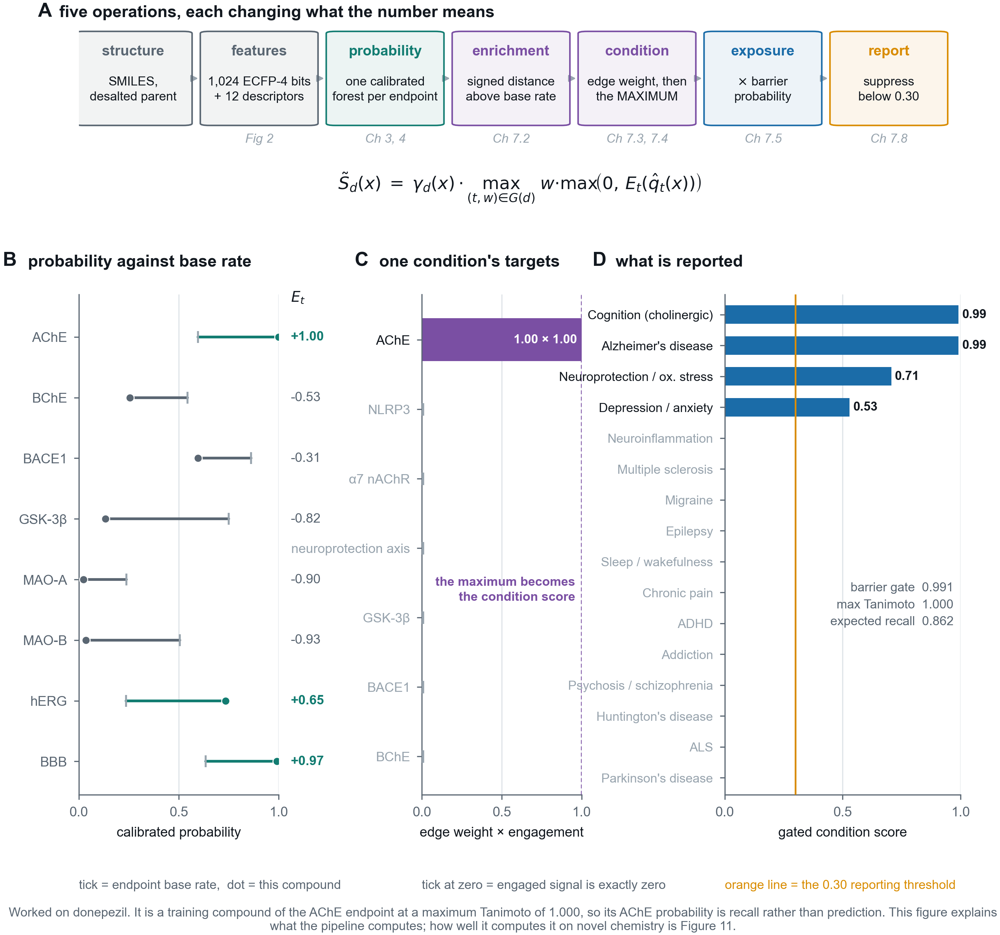 A five operations, each changing what the number means
structure
SMILES,
desalted parent
features
1,024 ECFP-4 bits
+ 12 descriptors
Fig 2
probability
one calibrated
forest per endpoint
Ch 3, 4
enrichment
signed distance
above base rate
Ch 7.2
condition
edge weight, then
the MAXIMUM
Ch 7.3, 7.4
exposure
× barrier
probability
Ch 7.5
report
suppress
below 0.30
Ch 7.8
S̃_d(x) = γ_d(x) · max_{(t, w)∈G(d)} w·max(0, E_t(q̂_t(x)))
B probability against base rate
E_t
AChE +1.00
BChE -0.53
BACE1 -0.31
GSK-3β -0.82
MAO-A -0.90
MAO-B -0.93
hERG +0.65
BBB +0.97
0.0 0.5 1.0
calibrated probability
tick = endpoint base rate, dot = this compound
C one condition's targets
AChE 1.00 × 1.00
NLRP3
α7 nAChR
neuroprotection axis
the maximum becomes
the condition score
GSK-3β
BACE1
BChE
0.0 0.5 1.0
edge weight × engagement
tick at zero = engaged signal is exactly zero
D what is reported
Cognition (cholinergic) 0.99
Alzheimer's disease 0.99
Neuroprotection / ox. stress 0.71
Depression / anxiety 0.53
Neuroinflammation
Multiple sclerosis
Migraine
Epilepsy
Sleep / wakefulness
Chronic pain
ADHD
Addiction
Psychosis / schizophrenia
Huntington's disease
ALS
Parkinson's disease
barrier gate 0.991
max Tanimoto 1.000
expected recall 0.862
0.0 0.5 1.0
gated condition score
orange line = the 0.30 reporting threshold
Worked on donepezil. It is a training compound of the AChE endpoint at a maximum Tanimoto of 1.000, so its AChE probability is recall rather than prediction. This figure explains
what the pipeline computes; how well it computes it on novel chemistry is Figure 11.